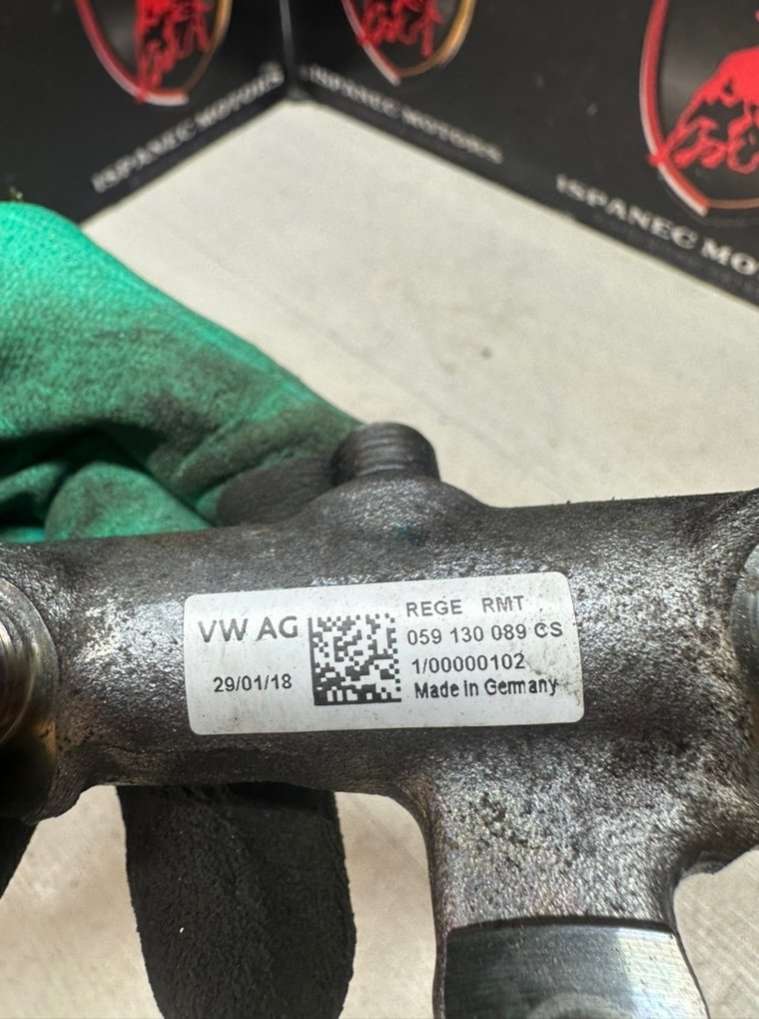 ISPANEC MOTORS
ISPANEC MOTORS
ISPANEC MO
VW AG
29/01/18
REGE RMT
059 130 089 CS
1/00000102
Made in Germany